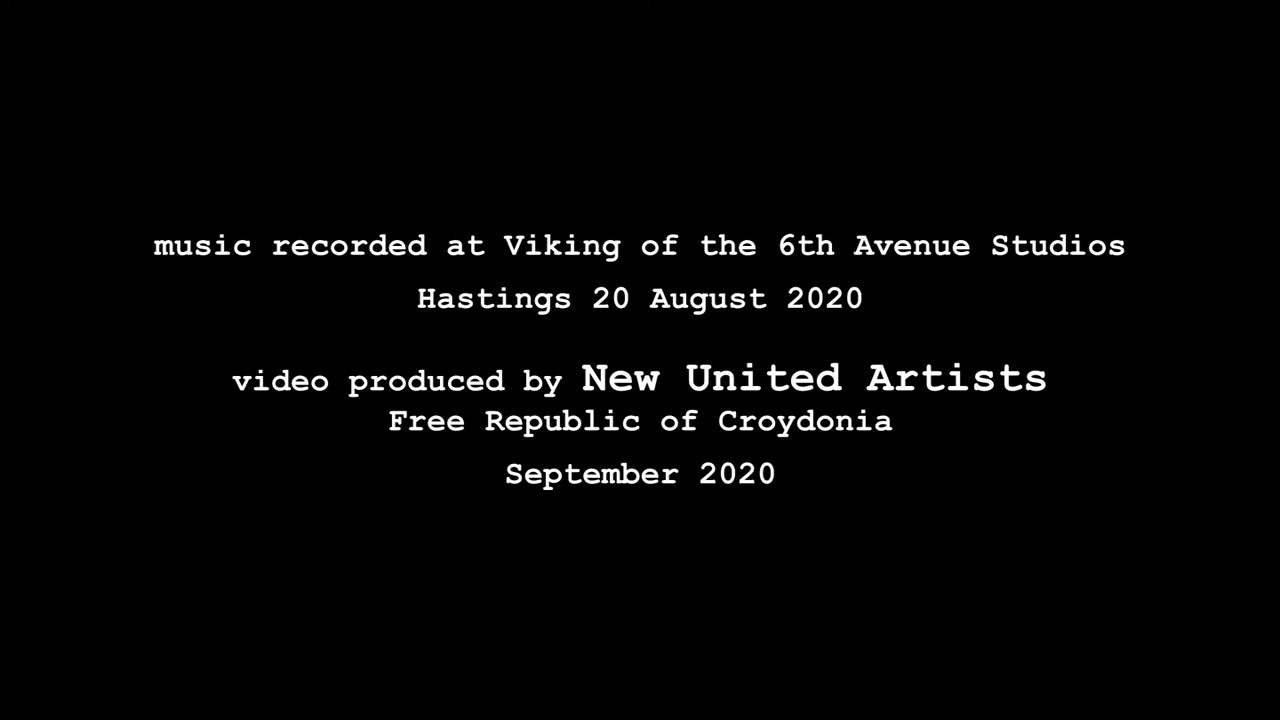 music recorded at Viking of the 6th Avenue Studios
Hastings 20 August 2020
video produced by New United Artists
Free Republic of Croydonia
September 2020